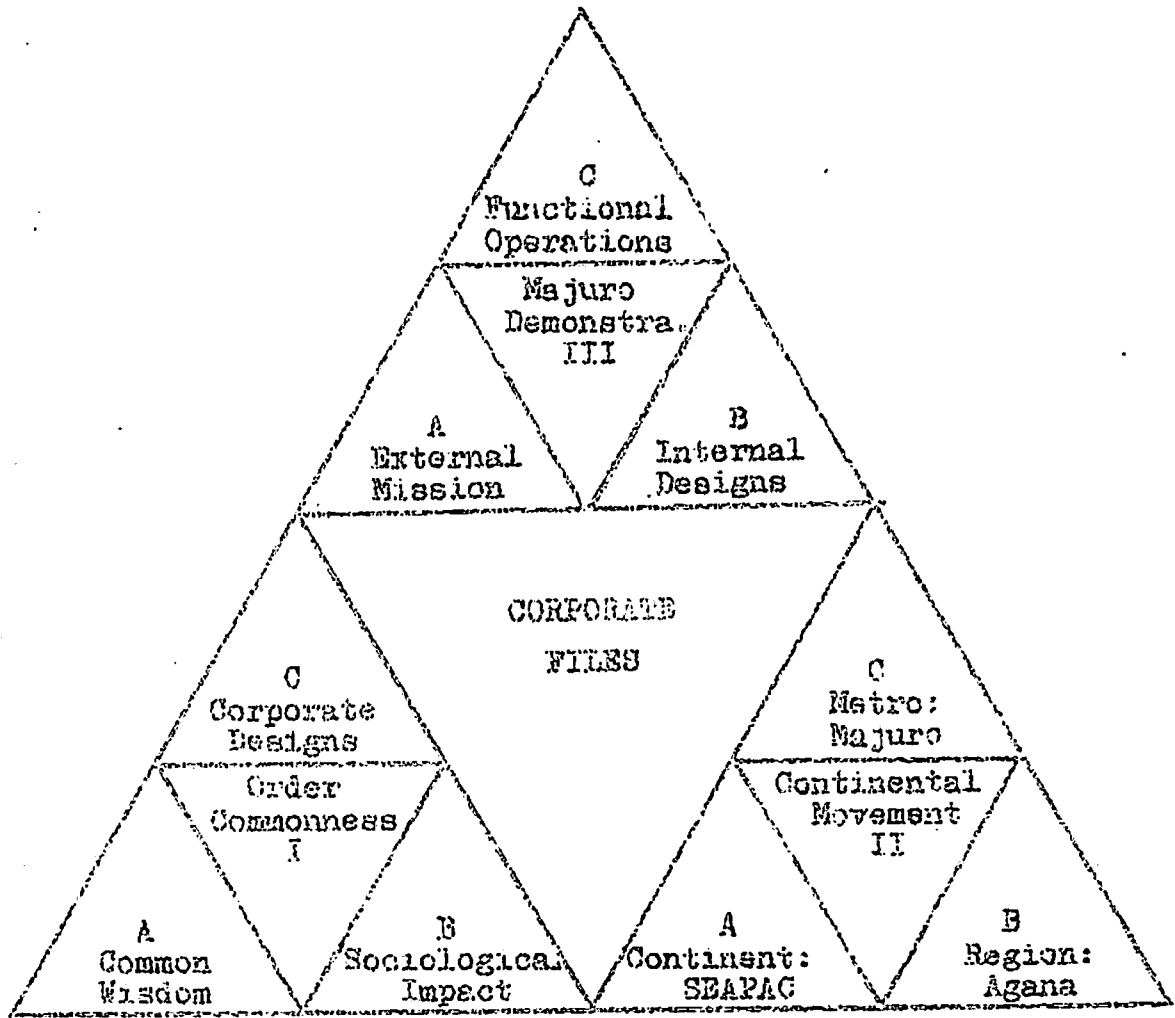 C
Functional
Operations
Majuro
Demonstra.
III
A
External
Mission
B
Internal
Designs
CORPORATE
FILES
C
Corporate
Designs
Order
Commonness
I
C
Metro:
Majuro
Continental
Movement
II
A
Common
Wisdom
B
Sociological
Impact
A
Continent:
SEAPAC
B
Region:
Agana